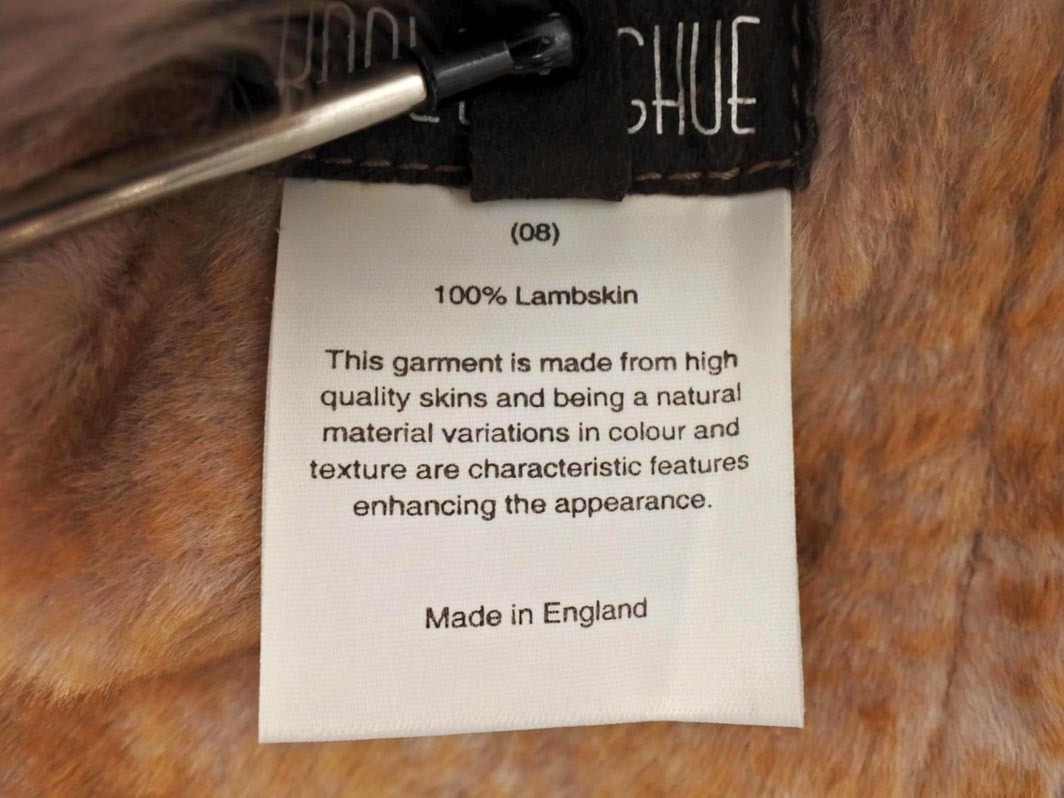 GHUE
(08)
100% Lambskin
This garment is made from high
quality skins and being a natural
material variations in colour and
texture are characteristic features
enhancing the appearance.
Made in England